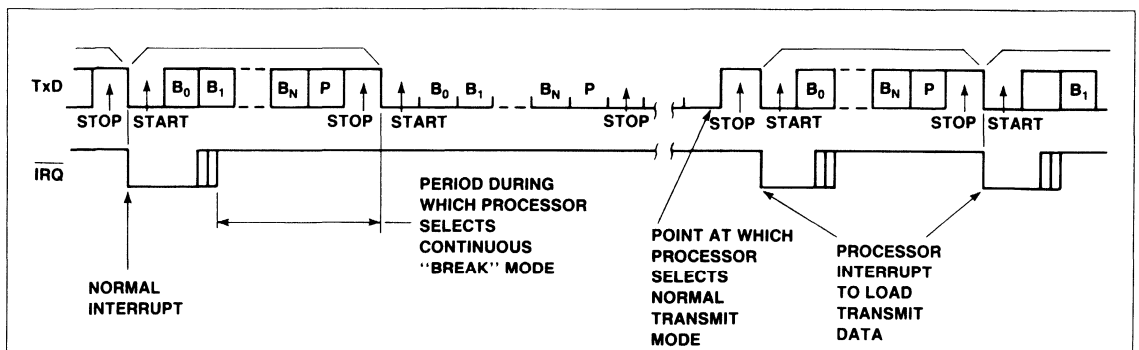 TxD
B0 B1 BN P B0 B1 BN P B0 BN P B1
STOP START STOP START STOP STOP START STOP START
IRQ
NORMAL
INTERRUPT
PERIOD DURING
WHICH PROCESSOR
SELECTS
CONTINUOUS
"BREAK" MODE
POINT AT WHICH
PROCESSOR
SELECTS
NORMAL
TRANSMIT
MODE
PROCESSOR
INTERRUPT
TO LOAD
TRANSMIT
DATA